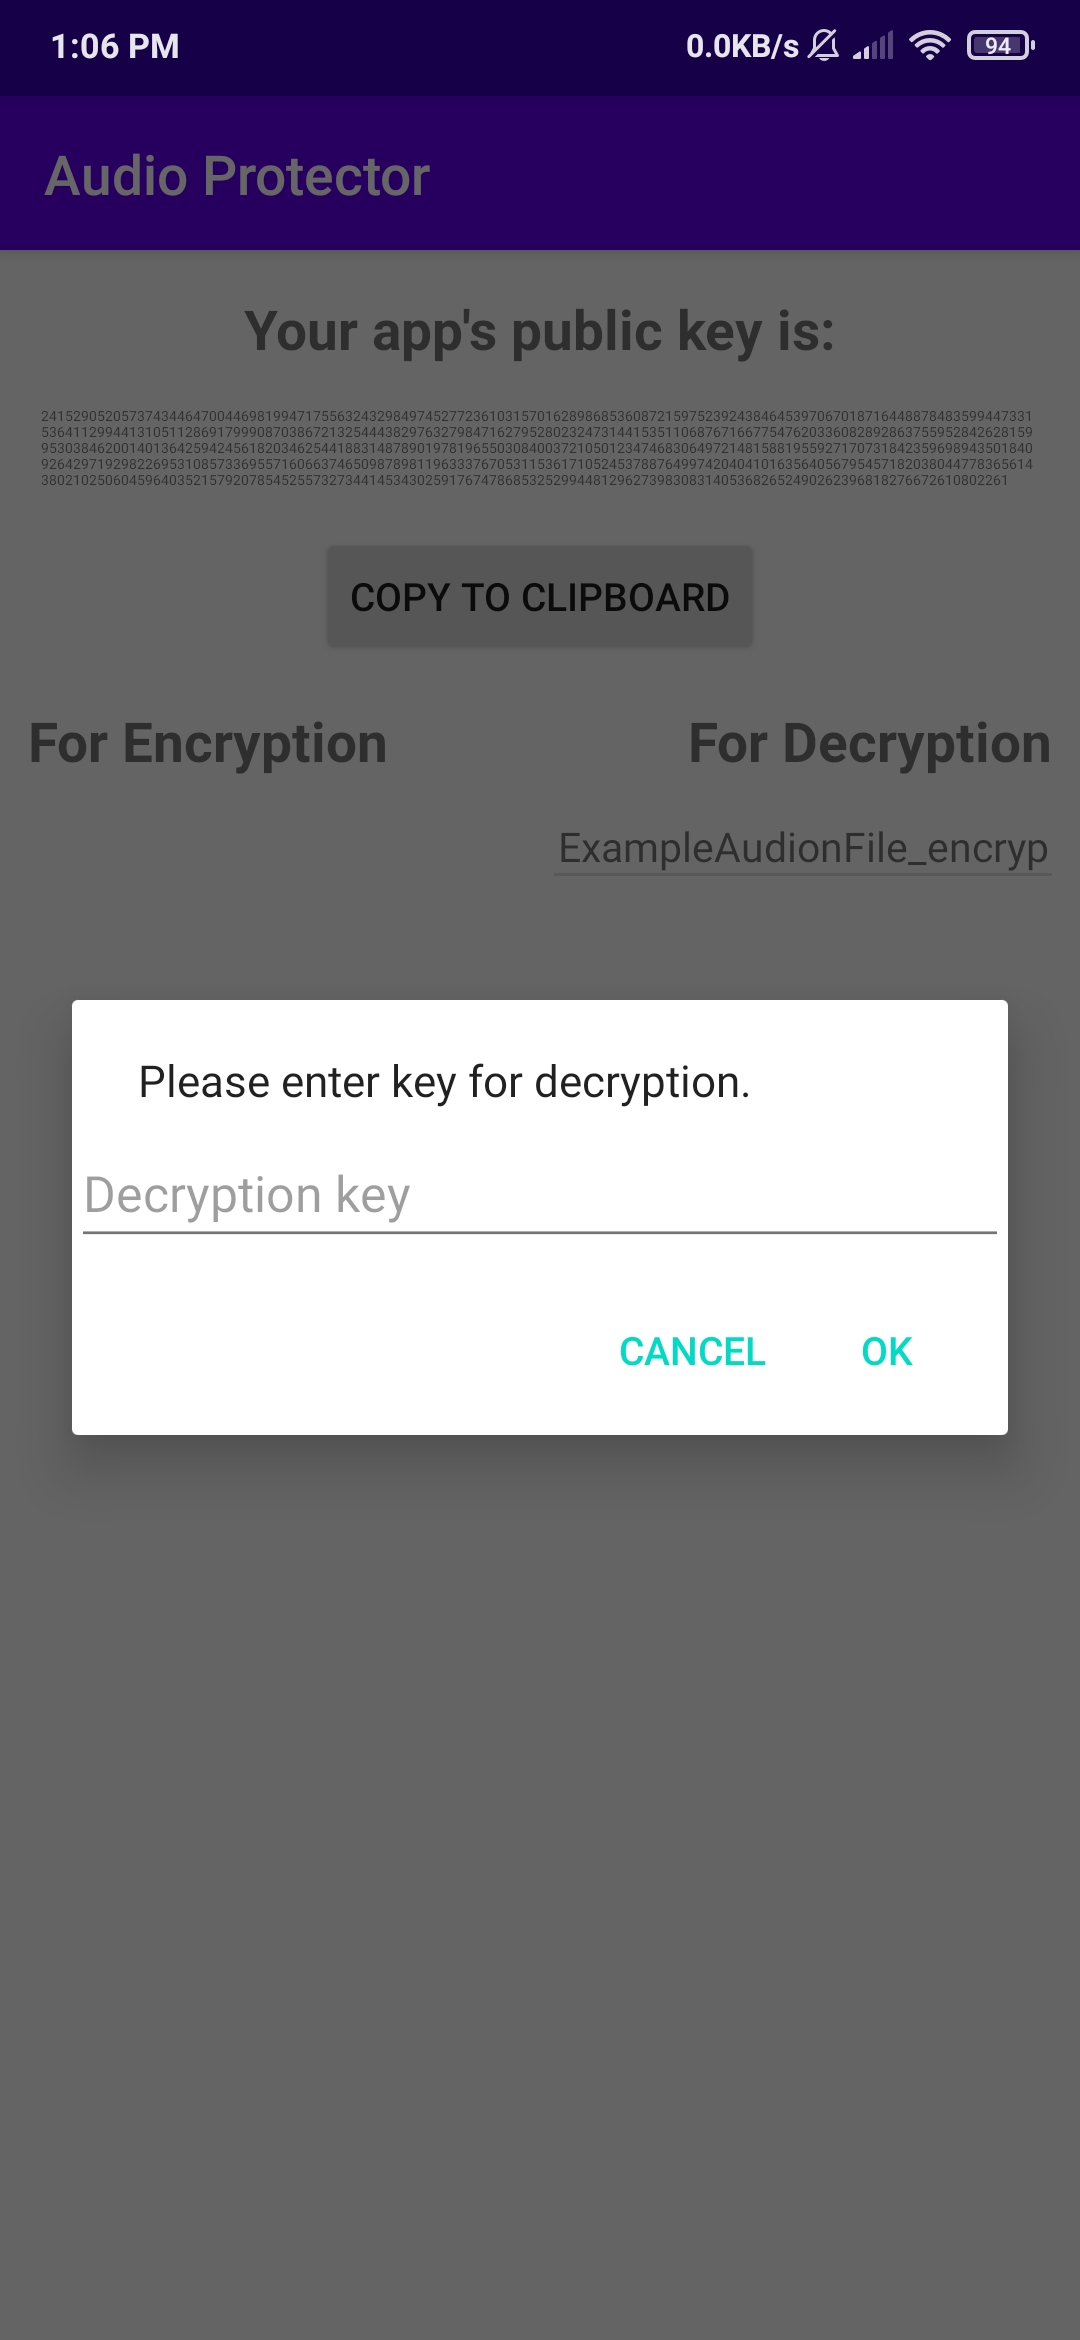 1:06 PM
0.0KB/s 94
Audio Protector
Your app's public key is:
COPY TO CLIPBOARD
For Encryption
For Decryption
ExampleAudionFile_encryp
Please enter key for decryption.
Decryption key
CANCEL OK